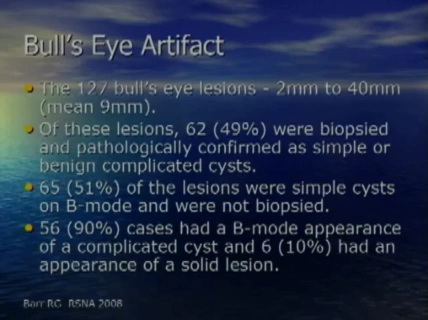 Bull's Eye Artifact
The 127 bull's eye lesions - 2mm to 40mm
(mean 9mm).
Of these lesions, 62 (49%) were biopsied
and pathologically confirmed as simple or
benign complicated cysts.
65 (51%) of the lesions were simple cysts
on B-mode and were not biopsied.
56 (90%) cases had a B-mode appearance
of a complicated cyst and 6 (10%) had an
appearance of a solid lesion.
Barr RG RSNA 2008